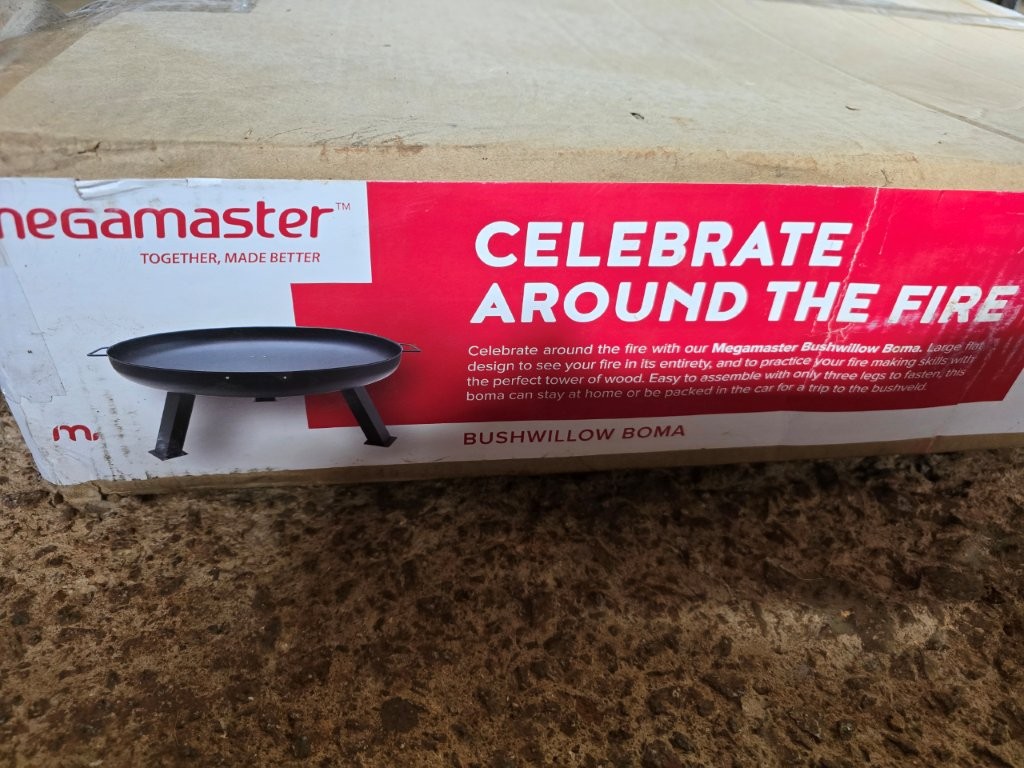 megamaster™
TOGETHER, MADE BETTER
CELEBRATE
AROUND THE FIRE
Celebrate around the fire with our Megamaster Bushwillow Boma. Large flat
design to see your fire in its entirety, and to practice your fire making skills with
the perfect tower of wood. Easy to assemble with only three legs to fasten, this
boma can stay at home or be packed in the car for a trip to the bushveld.
m
BUSHWILLOW BOMA